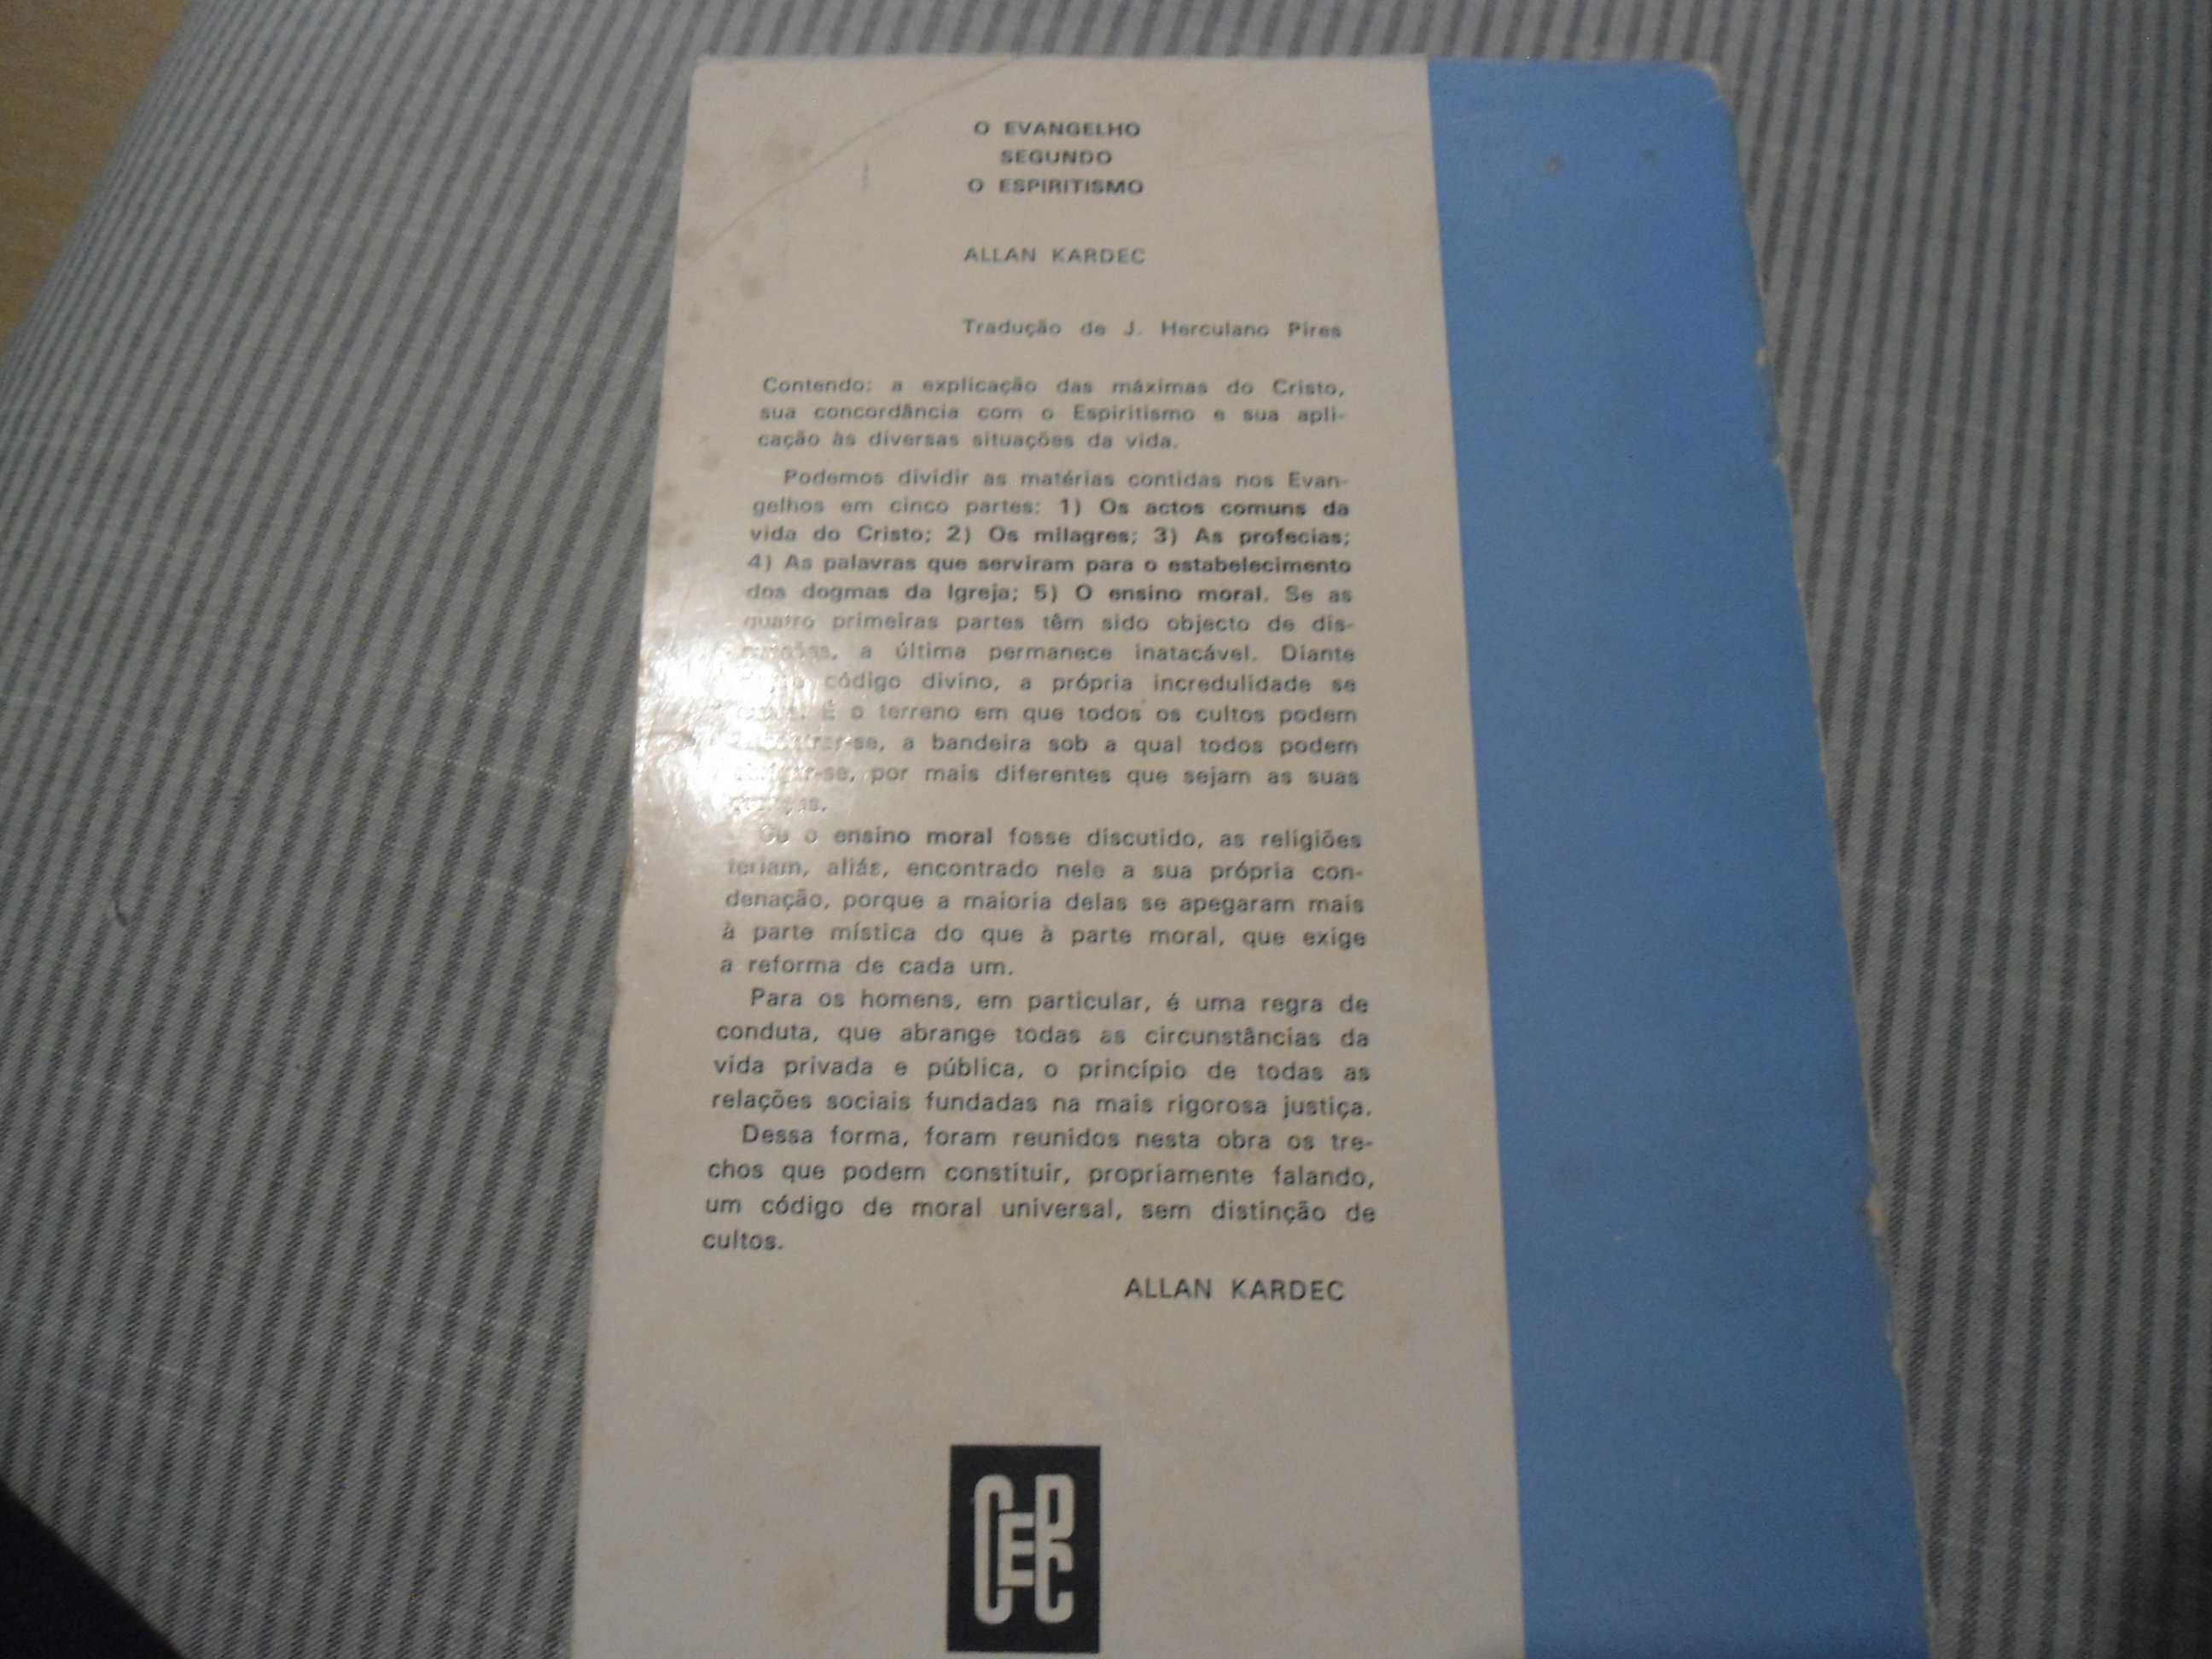 O EVANGELHO
SEGUNDO
O ESPIRITISMO
ALLAN KARDEC
Tradução de J. Herculano Pires
Contendo: a explicação das máximas do Cristo,
sua concordância com o Espiritismo e sua apli-
cação às diversas situações da vida.
Podemos dividir as matérias contidas nos Evan-
gelhos em cinco partes: 1) Os actos comuns da
vida do Cristo; 2) Os milagres; 3) As profecias;
4) As palavras que serviram para o estabelecimento
dos dogmas da Igreja; 5) O ensino moral. Se as
quatro primeiras partes têm sido objecto de dis-
a última permanece inatacável. Diante
código divino, a própria incredulidade se
É o terreno em que todos os cultos podem
a bandeira sob a qual todos podem
por mais diferentes que sejam as suas
Se o ensino moral fosse discutido, as religiões
teriam, aliás, encontrado nele a sua própria con-
denação, porque a maioria delas se apegaram mais
à parte mística do que à parte moral, que exige
a reforma de cada um.
Para os homens, em particular, é uma regra de
conduta, que abrange todas as circunstâncias da
vida privada e pública, o princípio de todas as
relações sociais fundadas na mais rigorosa justiça.
Dessa forma, foram reunidos nesta obra os tre-
chos que podem constituir, propriamente falando,
um código de moral universal, sem distinção de
cultos.
ALLAN KARDEC